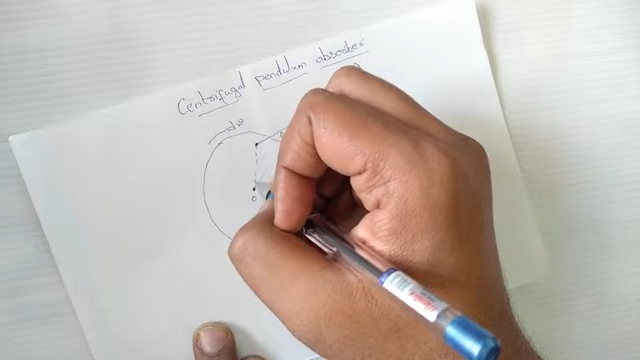 Centrifugal pendulum absorber
ω
O